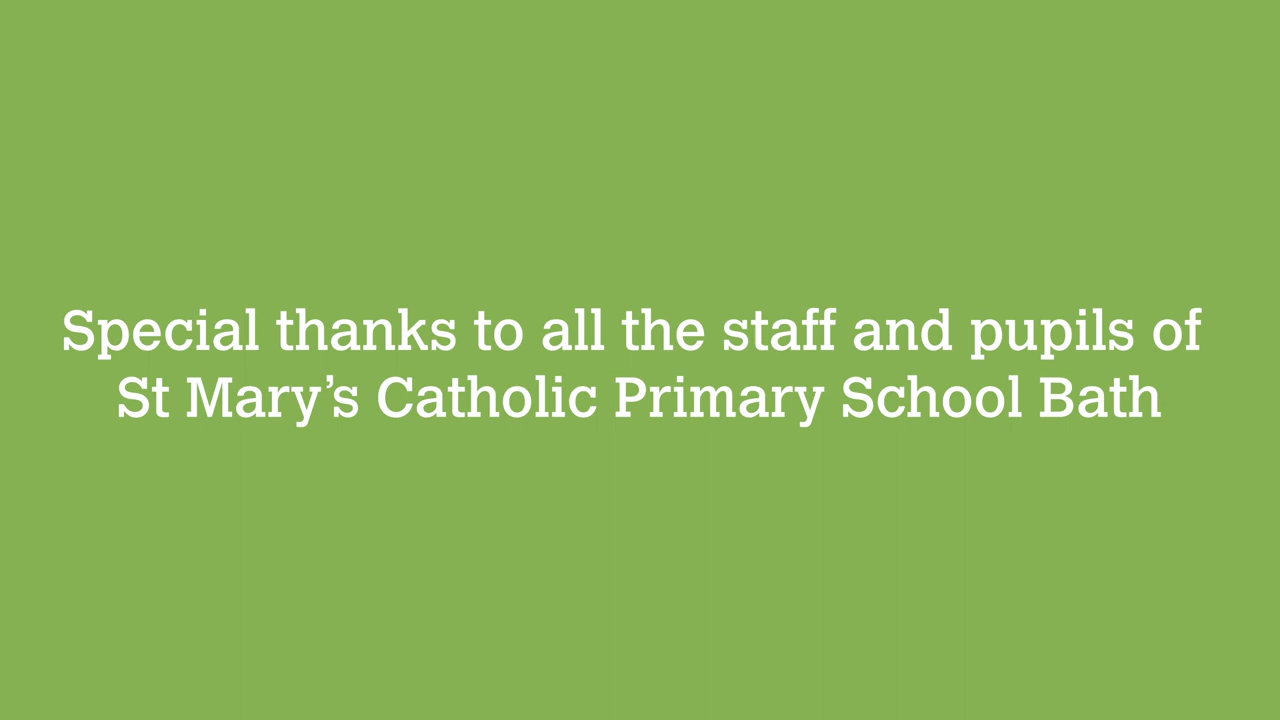 Special thanks to all the staff and pupils of
St Mary’s Catholic Primary School Bath